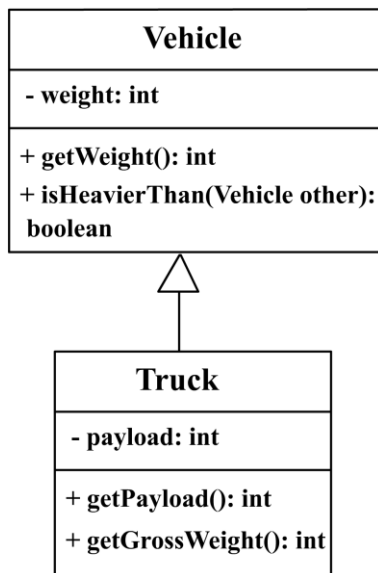 Vehicle
- weight: int
+ getWeight(): int
+ isHeavierThan(Vehicle other):
boolean
Truck
- payload: int
+ getPayload(): int
+ getGrossWeight(): int